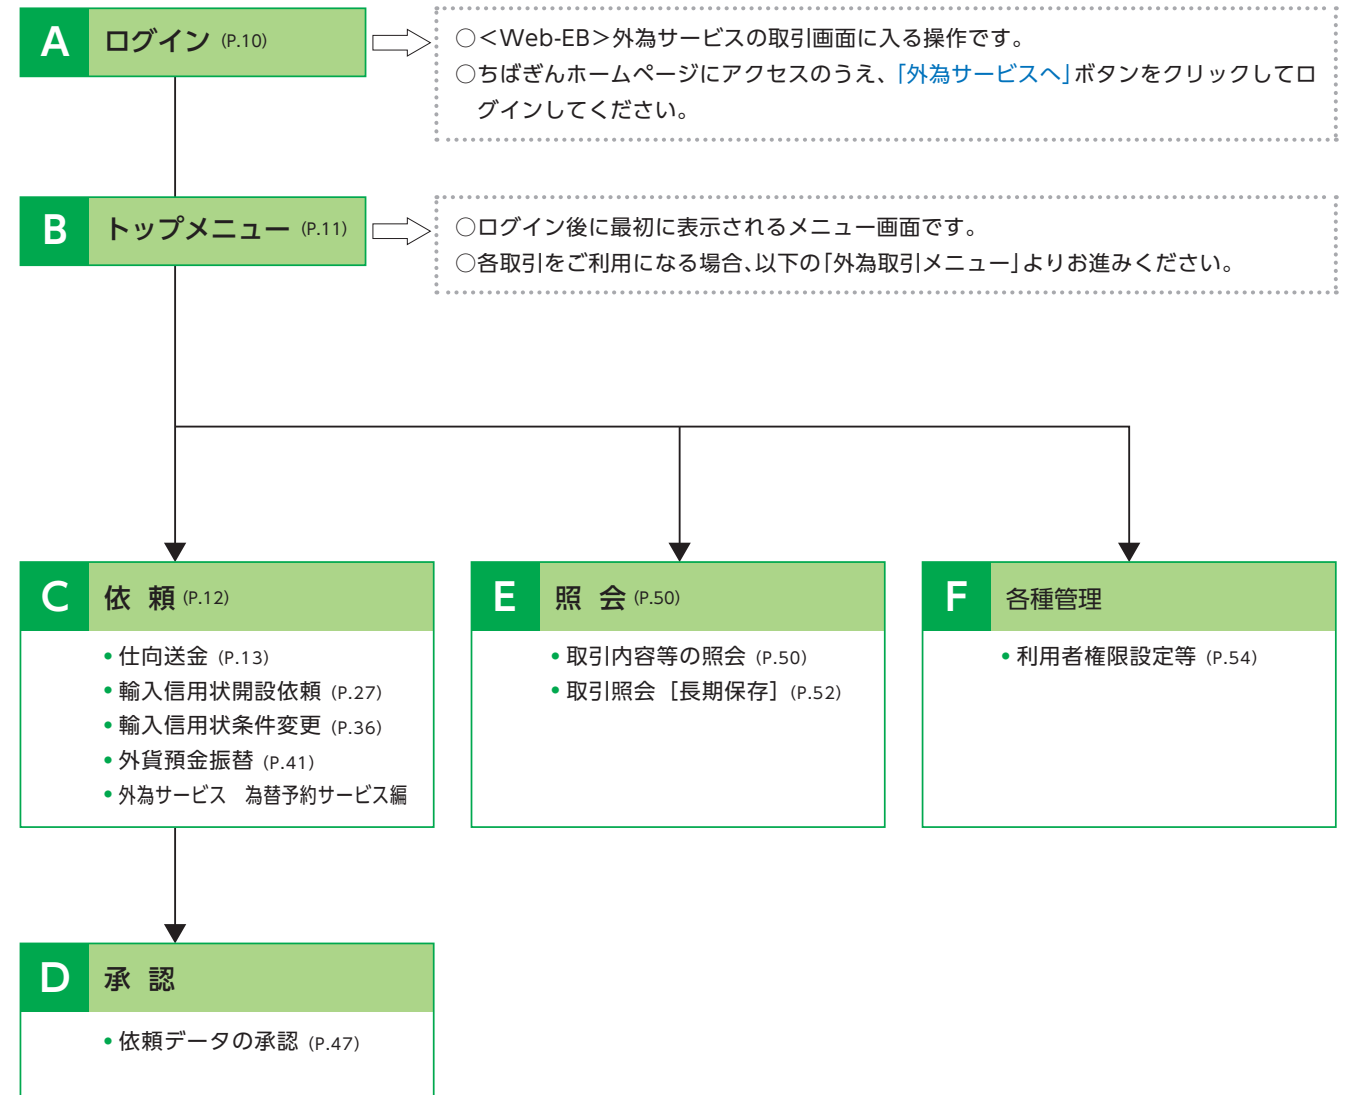 A ログイン (P.10)
○＜Web-EB＞外為サービスの取引画面に入る操作です。
○ちばぎんホームページにアクセスのうえ、「外為サービスへ」ボタンをクリックしてロ
グインしてください。
B トップメニュー (P.11)
○ログイン後に最初に表示されるメニュー画面です。
○各取引をご利用になる場合、以下の「外為取引メニュー」よりお進みください。
C 依 頼 (P.12)
• 仕向送金 (P.13)
• 輸入信用状開設依頼 (P.27)
• 輸入信用状条件変更 (P.36)
• 外貨預金振替 (P.41)
• 外為サービス　為替予約サービス編
E 照 会 (P.50)
• 取引内容等の照会 (P.50)
• 取引照会［長期保存］(P.52)
F 各種管理
• 利用者権限設定等 (P.54)
D 承 認
• 依頼データの承認 (P.47)